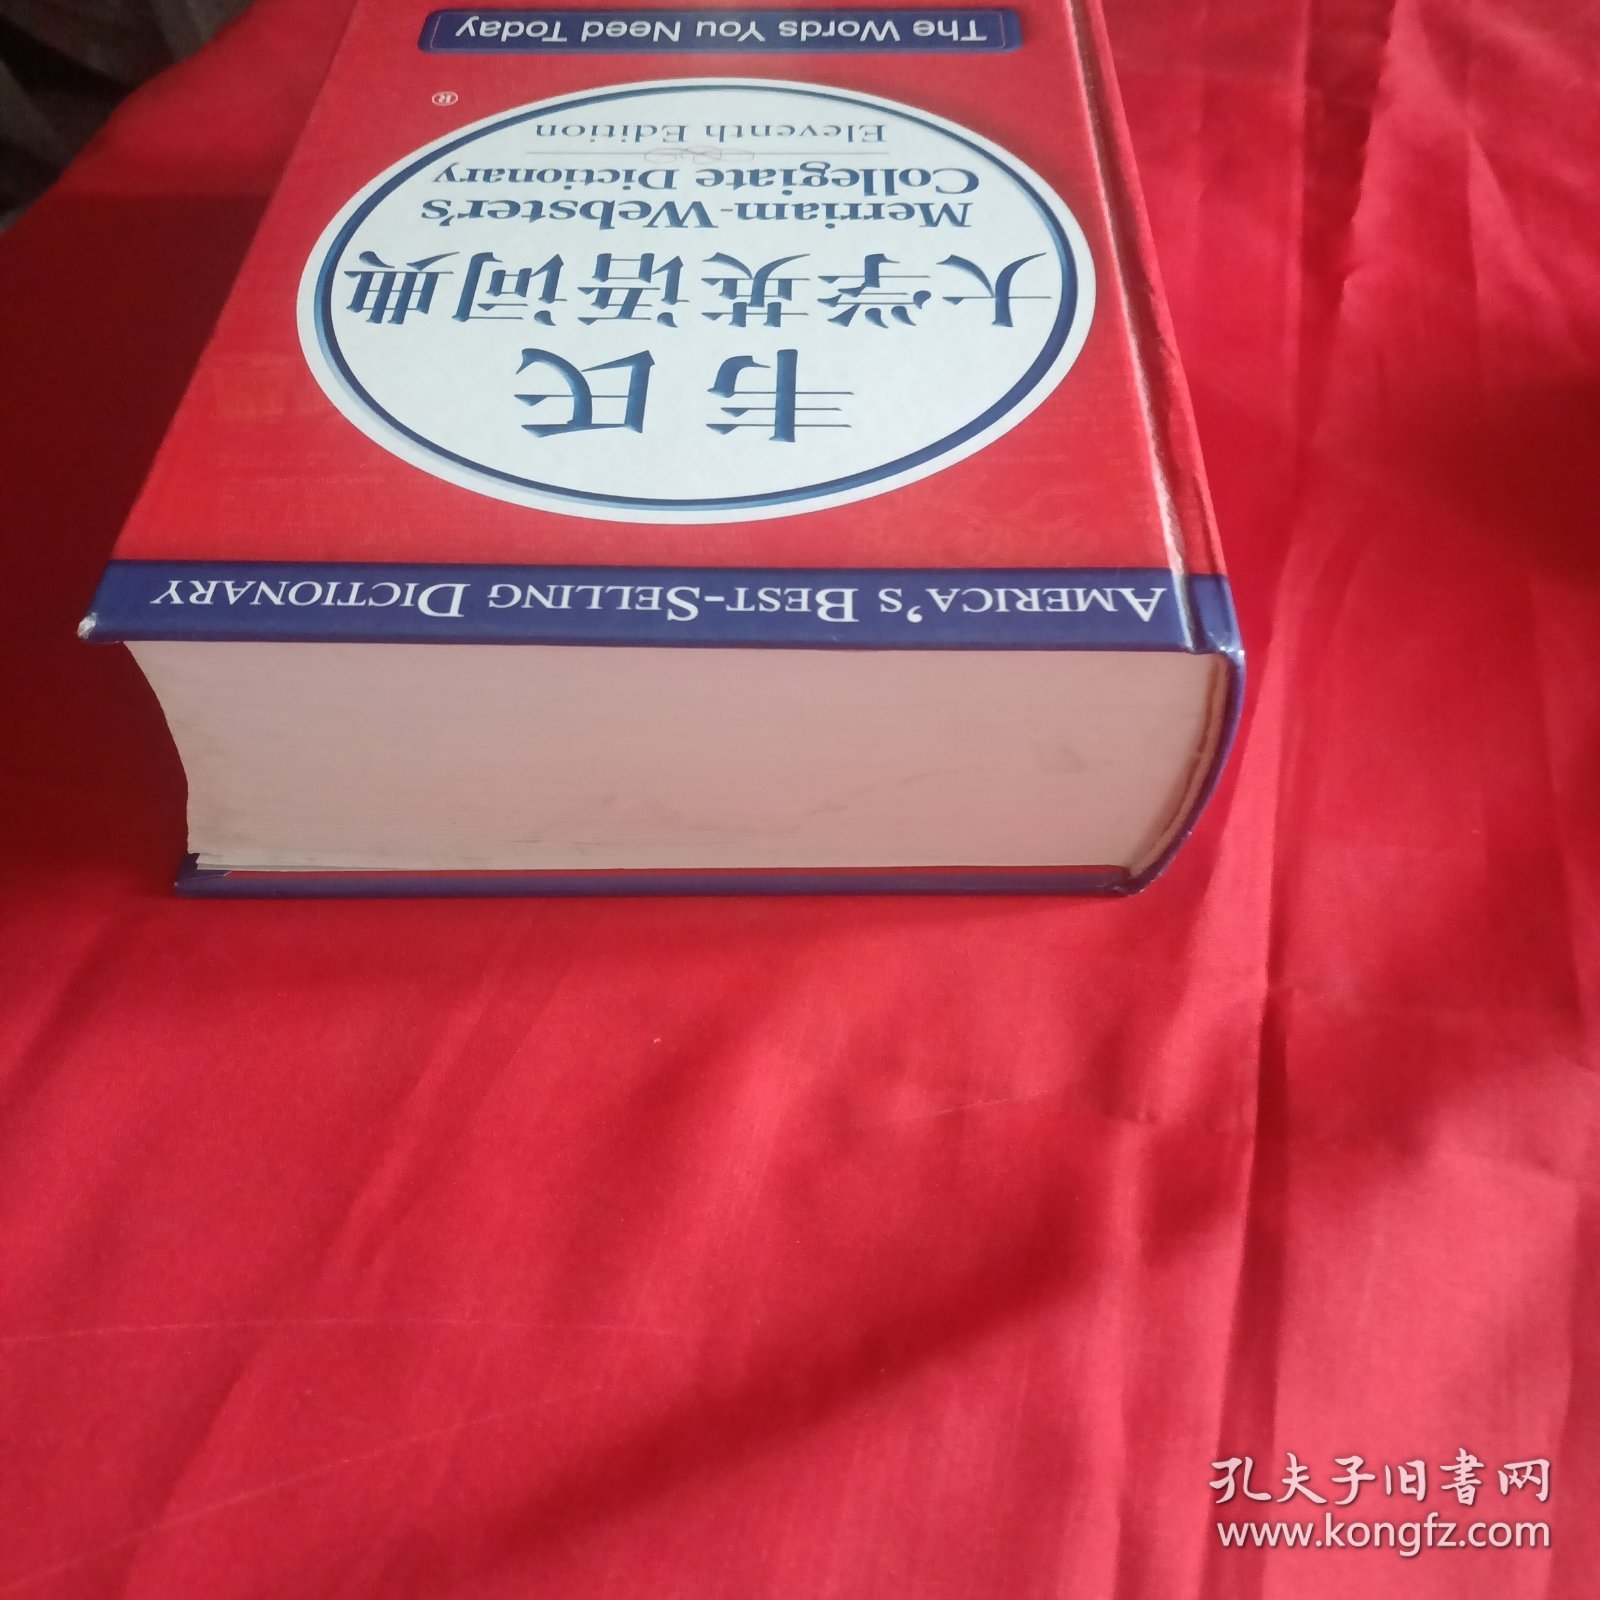 AMERICA'S BEST-SELLING DICTIONARY
韦氏
大学英语词典
Merriam-Webster's
Collegiate Dictionary
Eleventh Edition
®
The Words You Need Today
孔夫子旧书网
www.kongfz.com